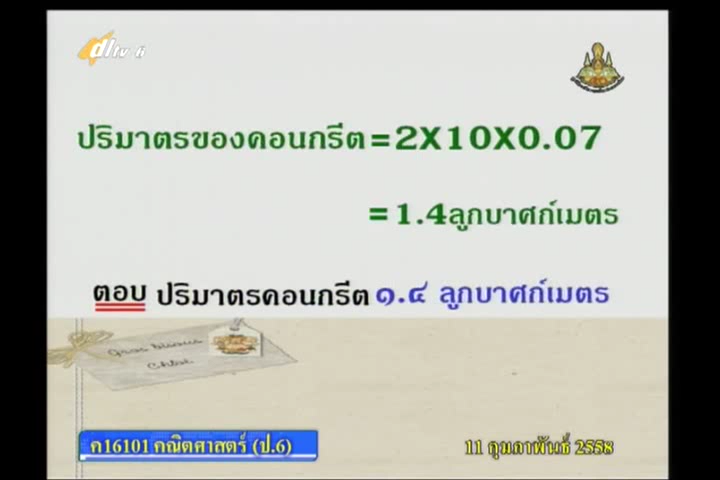 dltv 6
ปริมาตรของคอนกรีต = 2X10X0.07
= 1.4ลูกบาศก์เมตร
ตอบ ปริมาตรคอนกรีต ๑.๔ ลูกบาศก์เมตร
Gros bisous
Chloé
ค16101 คณิตศาสตร์ (ป.6)
11 กุมภาพันธ์ 2558